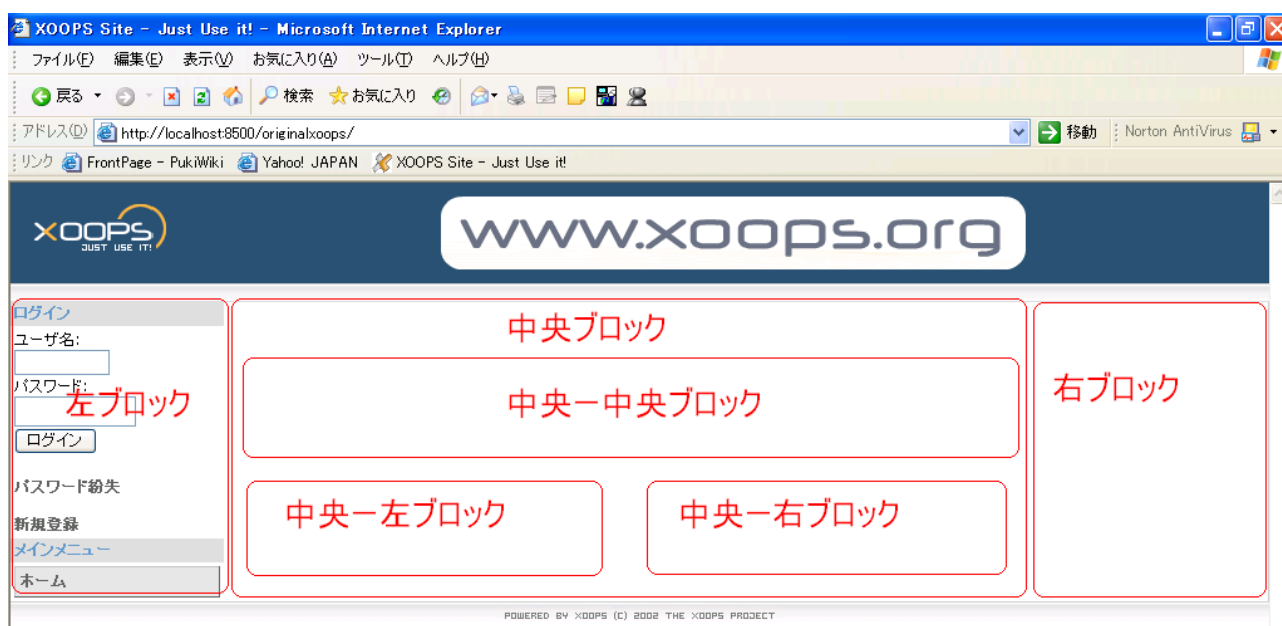 XOOPS Site - Just Use it! - Microsoft Internet Explorer
ファイル(F) 編集(E) 表示(V) お気に入り(A) ツール(T) ヘルプ(H)
戻る 検索 お気に入り
アドレス(D) http://localhost:8500/originalxoops/ 移動 Norton AntiVirus
リンク FrontPage - PukiWiki Yahoo! JAPAN XOOPS Site - Just Use it!
XOOPS
JUST USE IT!
www.xoops.org
ログイン
ユーザ名:
パスワード:
左ブロック
ログイン
パスワード紛失
新規登録
メインメニュー
ホーム
中央ブロック
中央ー中央ブロック
中央ー左ブロック
中央ー右ブロック
右ブロック
POWERED BY XOOPS (C) 2002 THE XOOPS PROJECT